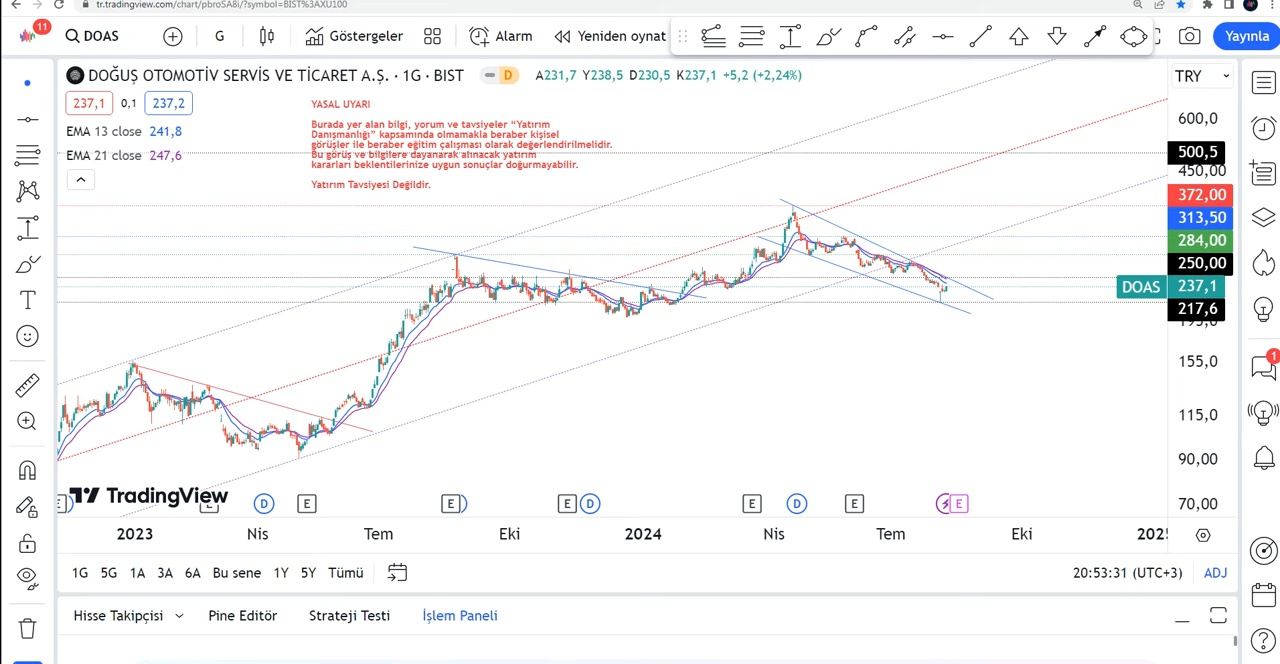 tr.tradingview.com/chart/pbroSA8i/?symbol=BIST%3AXU100
11
DOAS
G
Göstergeler
Alarm
Yeniden oynat
Yayınla
DOĞUŞ OTOMOTİV SERVİS VE TİCARET A.Ş. · 1G · BIST
D
A231,7 Y238,5 D230,5 K237,1 +5,2 (+2,24%)
TRY
237,1 0,1 237,2
EMA 13 close 241,8
EMA 21 close 247,6
YASAL UYARI
Burada yer alan bilgi, yorum ve tavsiyeler “Yatırım
Danışmanlığı” kapsamında olmamakla beraber kişisel
görüşler ile beraber eğitim çalışması olarak değerlendirilmelidir.
Bu görüş ve bilgilere dayanarak alınacak yatırım
kararları beklentilerinize uygun sonuçlar doğurmayabilir.
Yatırım Tavsiyesi Değildir.
600,0
500,5
450,00
372,00
313,50
284,00
250,00
DOAS 237,1
217,6
195,0
155,0
115,0
90,00
70,00
TradingView
E D E E E D E D E E
2023 Nis Tem Eki 2024 Nis Tem Eki 2025
1G 5G 1A 3A 6A Bu sene 1Y 5Y Tümü
20:53:31 (UTC+3) ADJ
Hisse Takipçisi Pine Editör Strateji Testi İşlem Paneli
1